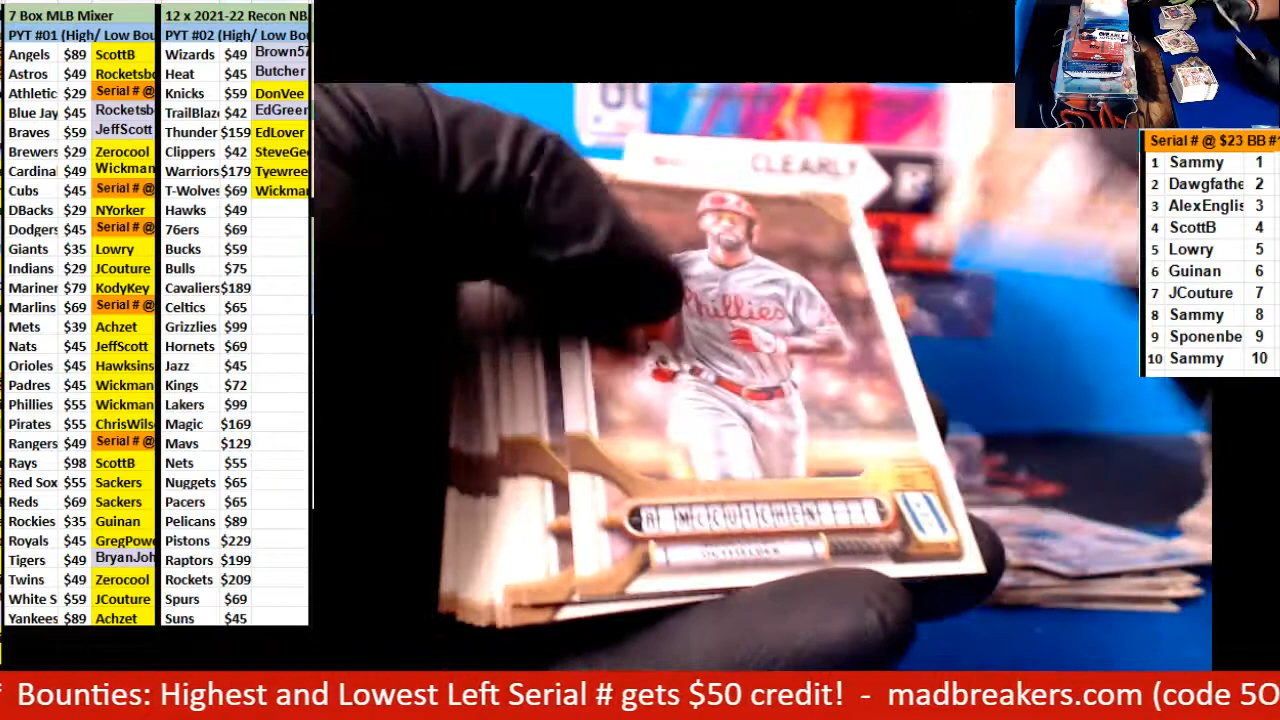 7 Box MLB Mixer
PYT #01 (High/ Low Bou
Angels $89 ScottB
Astros $49 Rocketsbo
Athletic $29 Serial # @
Blue Jay $45 Rocketsb
Braves $59 JeffScott
Brewers $29 Zerocool
Cardinal $49 Wickman
Cubs $45 Serial # @
DBacks $29 NYorker
Dodgers $45 Serial # @
Giants $35 Lowry
Indians $29 JCouture
Mariner $79 KodyKey
Marlins $69 Serial # @
Mets $39 Achzet
Nats $45 JeffScott
Orioles $45 Hawksins
Padres $45 Wickman
Phillies $55 Wickman
Pirates $55 ChrisWils
Rangers $49 Serial # @
Rays $98 ScottB
Red Sox $55 Sackers
Reds $69 Sackers
Rockies $35 Guinan
Royals $45 GregPowe
Tigers $49 BryanJoh
Twins $49 Zerocool
White S $59 JCouture
Yankees $89 Achzet
12 x 2021-22 Recon NB
PYT #02 (High/ Low Bou
Wizards $49 Brown57
Heat $45 Butcher
Knicks $59 DonVee
TrailBlaz $42 EdGreer
Thunder $159 EdLover
Clippers $42 SteveGe
Warriors $179 Tyewree
T-Wolves $69 Wickman
Hawks $49
76ers $69
Bucks $59
Bulls $75
Cavaliers $189
Celtics $65
Grizzlies $99
Hornets $69
Jazz $45
Kings $72
Lakers $99
Magic $169
Mavs $129
Nets $55
Nuggets $65
Pacers $65
Pelicans $89
Pistons $229
Raptors $199
Rockets $209
Spurs $69
Suns $45
CLEARLY
Phillies
MCCUTCHEN
OUTFIELDER
Serial # @ $23 BB #
1 Sammy 1
2 Dawgfathe 2
3 AlexEnglis 3
4 ScottB 4
5 Lowry 5
6 Guinan 6
7 JCouture 7
8 Sammy 8
9 Sponenbe 9
10 Sammy 10
Bounties: Highest and Lowest Left Serial # gets $50 credit! - madbreakers.com (code 5O